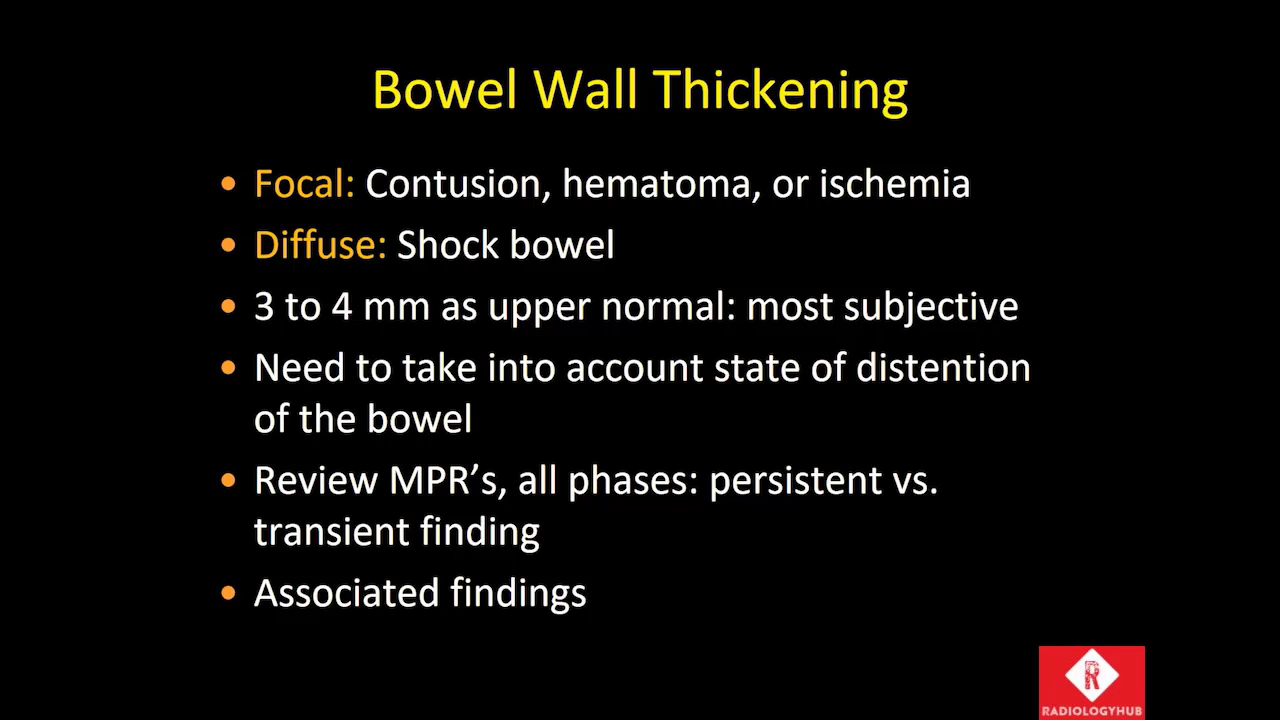 Bowel Wall Thickening
• Focal: Contusion, hematoma, or ischemia
• Diffuse: Shock bowel
• 3 to 4 mm as upper normal: most subjective
• Need to take into account state of distention
of the bowel
• Review MPR’s, all phases: persistent vs.
transient finding
• Associated findings
R
RADIOLOGYHUB